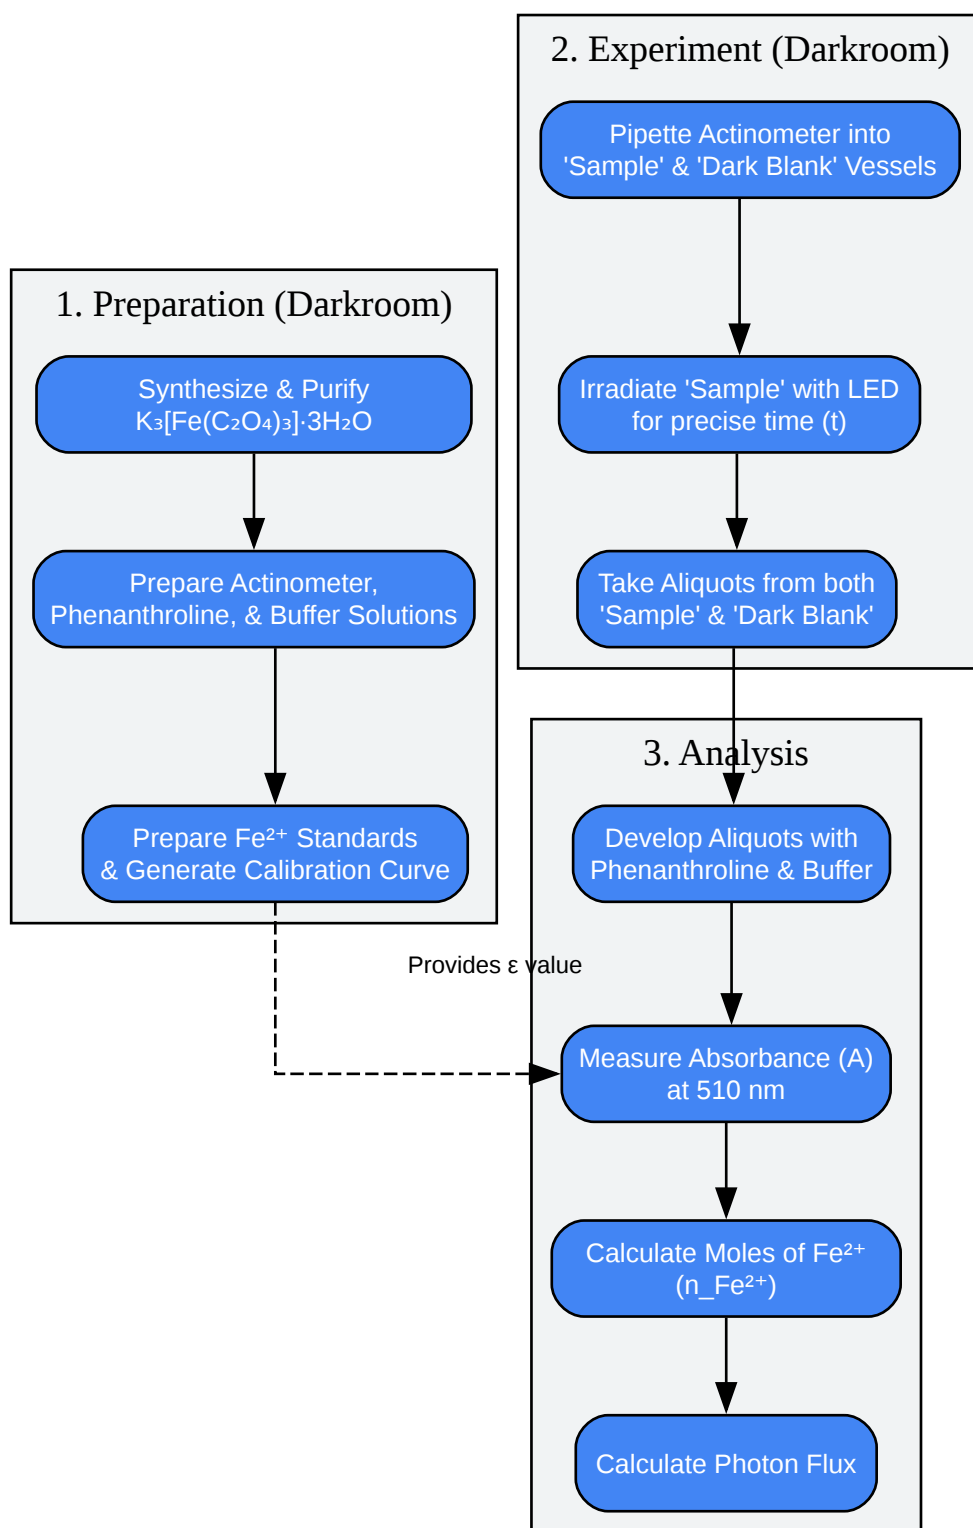 1. Preparation (Darkroom)
Synthesize & Purify
K₃[Fe(C₂O₄)₃]·3H₂O
Prepare Actinometer,
Phenanthroline, & Buffer Solutions
Prepare Fe²⁺ Standards
& Generate Calibration Curve
2. Experiment (Darkroom)
Pipette Actinometer into
'Sample' & 'Dark Blank' Vessels
Irradiate 'Sample' with LED
for precise time (t)
Take Aliquots from both
'Sample' & 'Dark Blank'
3. Analysis
Develop Aliquots with
Phenanthroline & Buffer
Provides ε value
Measure Absorbance (A)
at 510 nm
Calculate Moles of Fe²⁺
(n_Fe²⁺)
Calculate Photon Flux